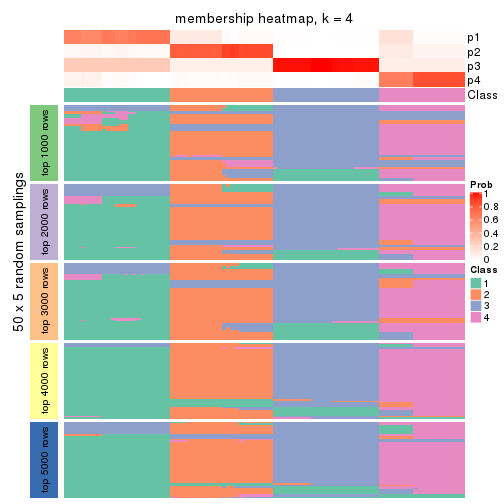 membership heatmap, k = 4
p1
p2
p3
p4
Class
50 x 5 random samplings
top 1000 rows
top 2000 rows
top 3000 rows
top 4000 rows
top 5000 rows
Prob
1
0.8
0.6
0.4
0.2
0
Class
1
2
3
4